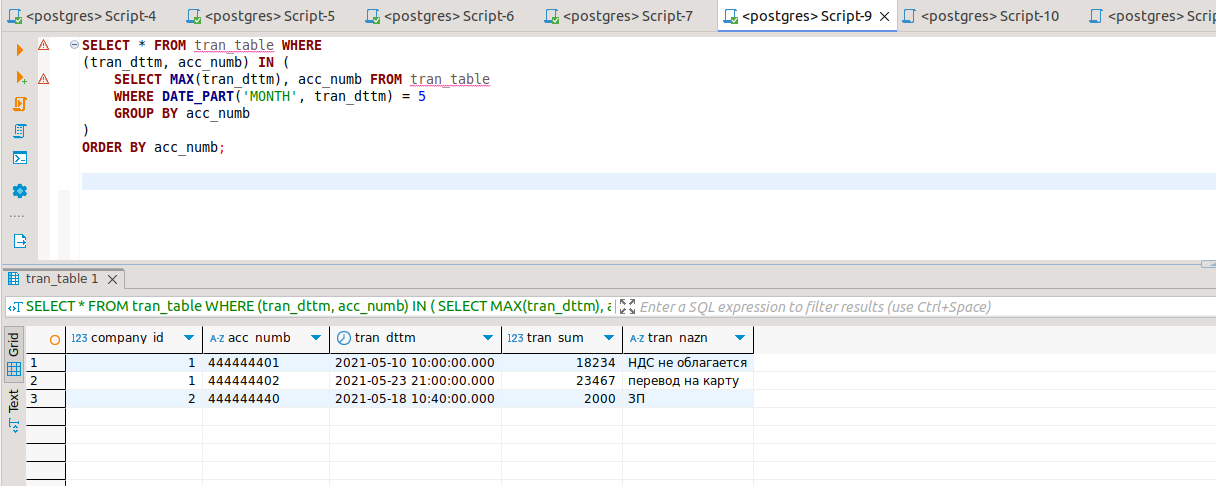 <postgres> Script-4 <postgres> Script-5 <postgres> Script-6 <postgres> Script-7 <postgres> Script-9 <postgres> Script-10 <postgres> Scri
SELECT * FROM tran_table WHERE
(tran_dttm, acc_numb) IN (
SELECT MAX(tran_dttm), acc_numb FROM tran_table
WHERE DATE_PART('MONTH', tran_dttm) = 5
GROUP BY acc_numb
)
ORDER BY acc_numb;
tran_table 1
SELECT * FROM tran_table WHERE (tran_dttm, acc_numb) IN ( SELECT MAX(tran_dttm), a Enter a SQL expression to filter results (use Ctrl+Space)
Grid
Text
123 company_id A-Z acc_numb tran_dttm 123 tran_sum A-Z tran_nazn
1 1 444444401 2021-05-10 10:00:00.000 18234 НДС не облагается
2 1 444444402 2021-05-23 21:00:00.000 23467 перевод на карту
3 2 444444440 2021-05-18 10:40:00.000 2000 ЗП